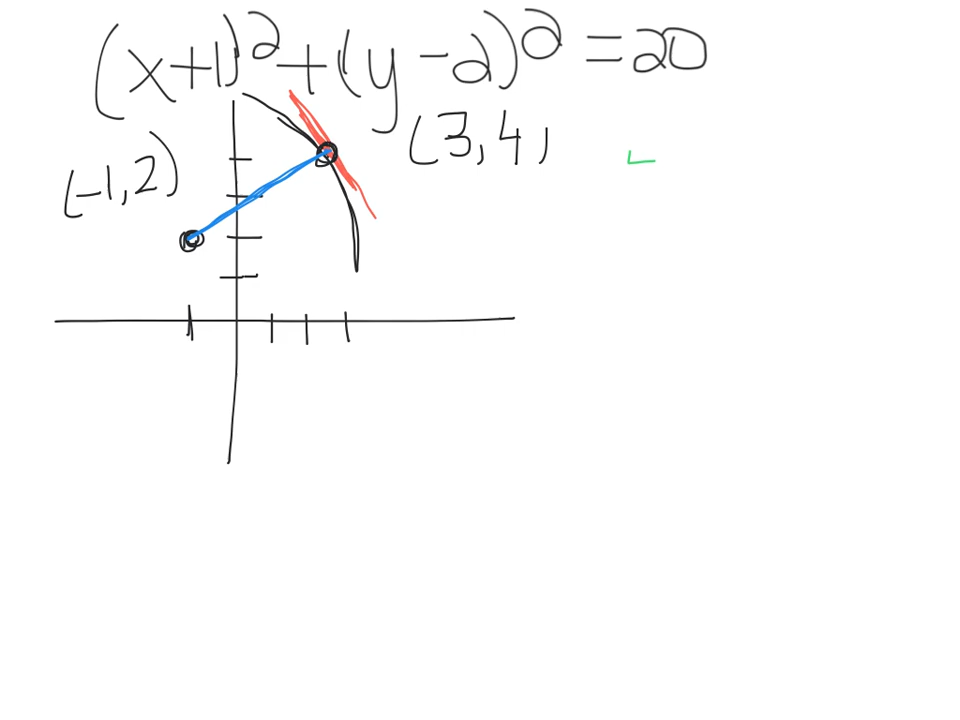 (x+1)²+(y-2)²=20
(3,4)
(-1,2)